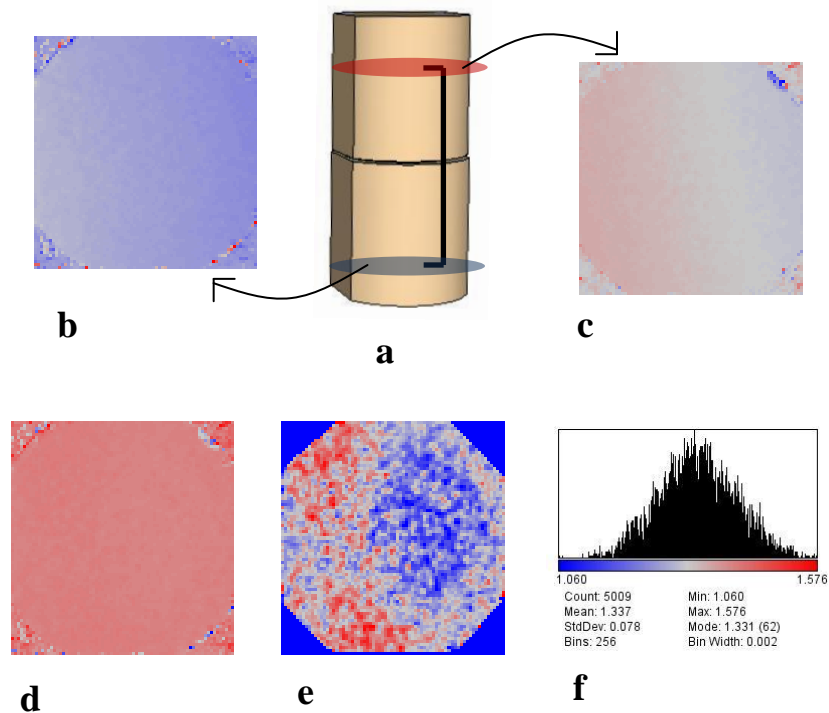 b
a
c
d
e
1.060 1.576
Count: 5009 Min: 1.060
Mean: 1.337 Max: 1.576
StdDev: 0.078 Mode: 1.331 (62)
Bins: 256 Bin Width: 0.002
f